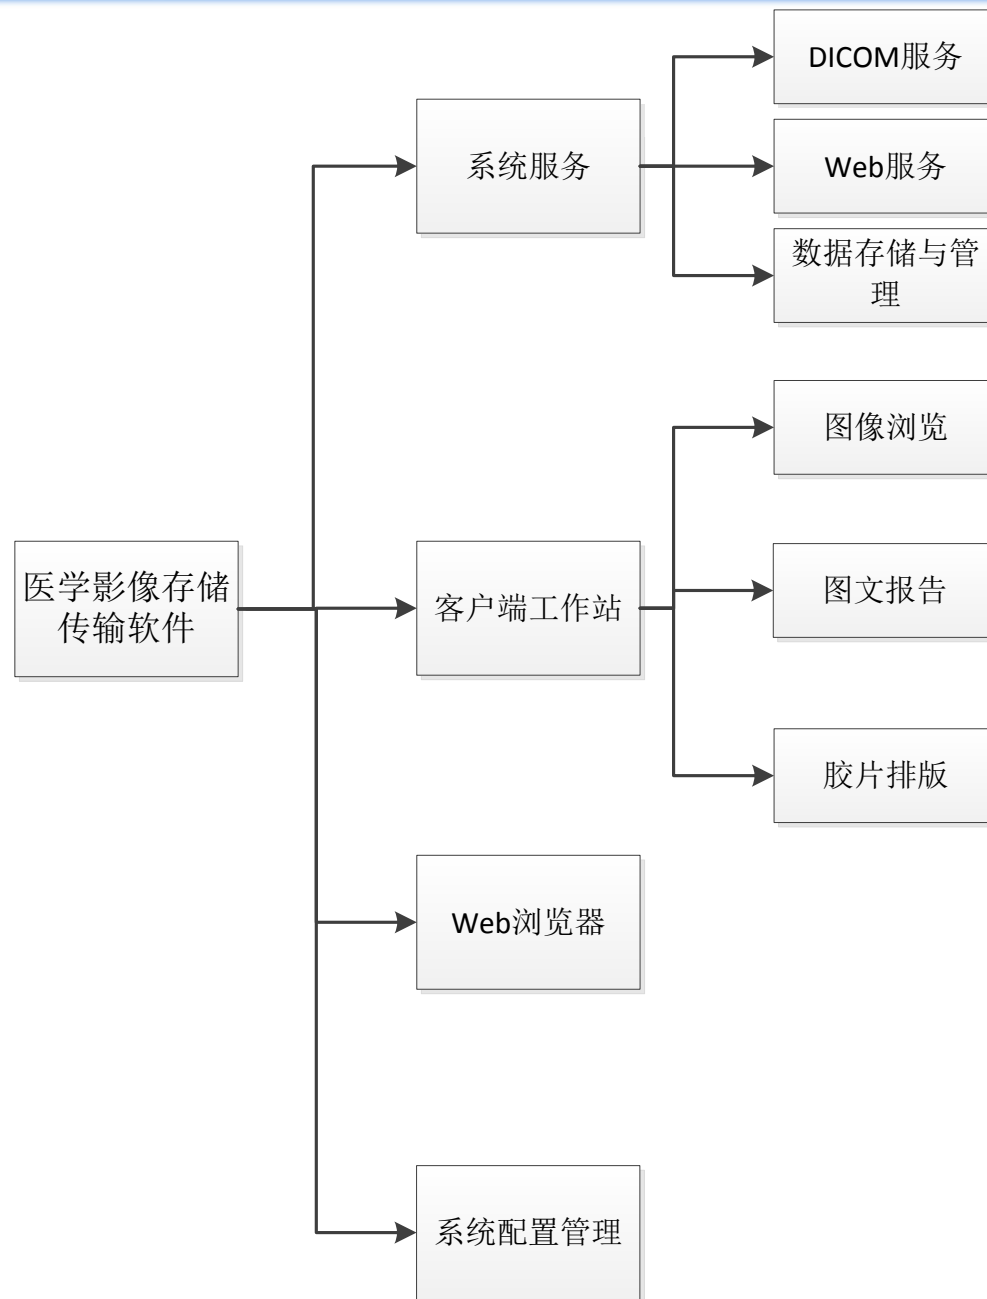 DICOM服务
系统服务
Web服务
数据存储与管
理
图像浏览
医学影像存储
传输软件
客户端工作站
图文报告
胶片排版
Web浏览器
系统配置管理